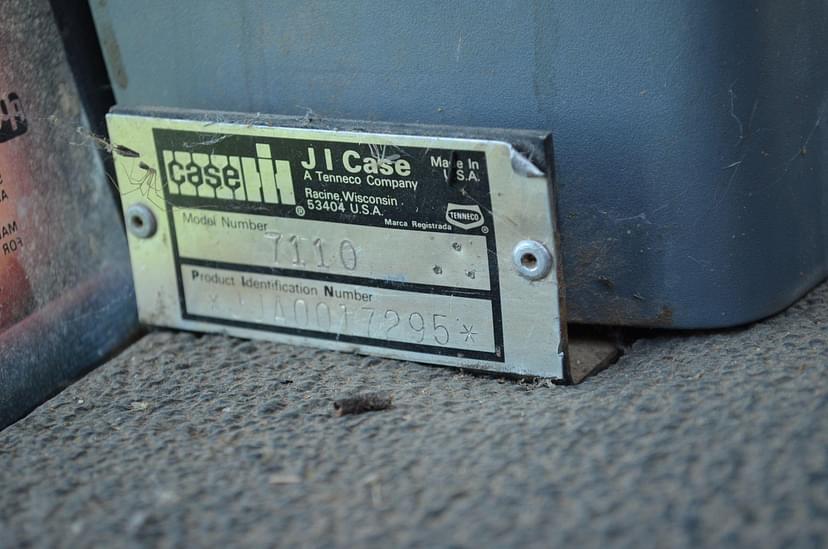 case IH
®
J I Case
A Tenneco Company
Racine, Wisconsin
53404 U.S.A.
Made In
U.S.A.
Marca Registrada
TENNECO
®
Model Number
7110
Product Identification Number
*JJA0017295*